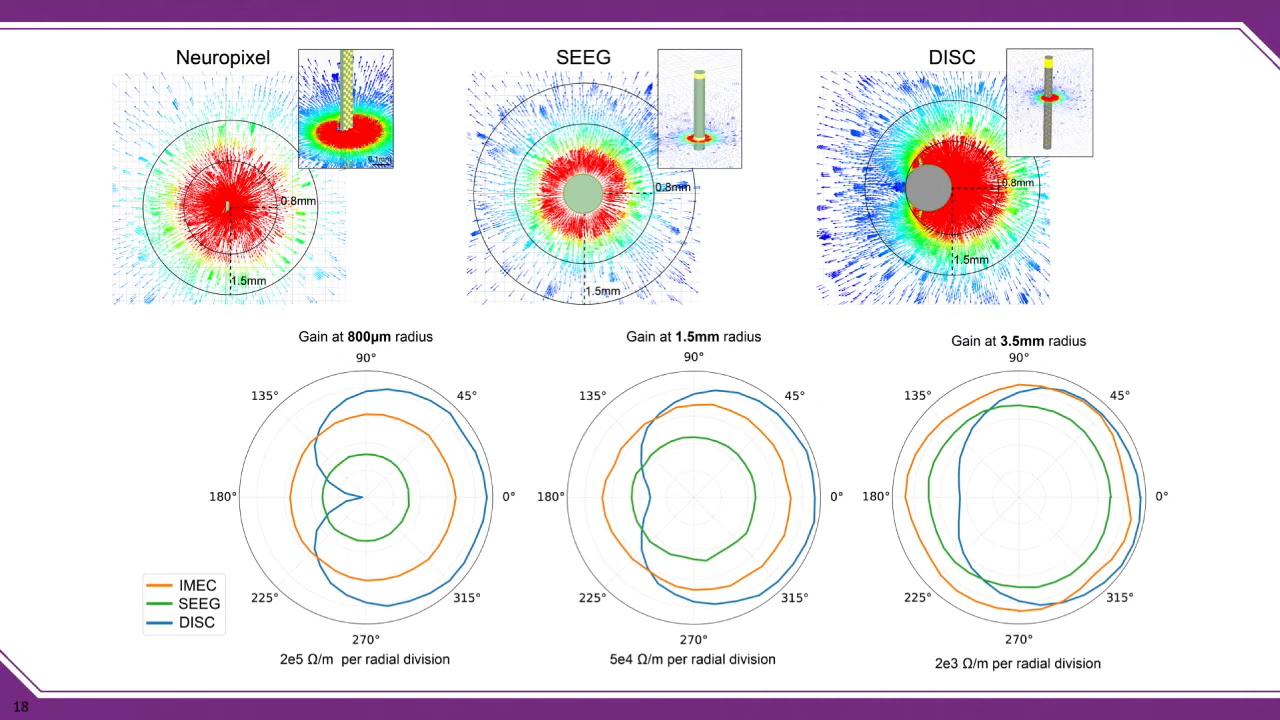 Neuropixel
SEEG
DISC
0.1mm
0.8mm
1.5mm
0.8mm
1.5mm
0.8mm
1.5mm
Gain at 800μm radius
90°
135°
45°
180°
0°
225°
315°
270°
2e5 Ω/m per radial division
Gain at 1.5mm radius
90°
135°
45°
180°
0°
225°
315°
270°
5e4 Ω/m per radial division
Gain at 3.5mm radius
90°
135°
45°
180°
0°
225°
315°
270°
2e3 Ω/m per radial division
IMEC
SEEG
DISC
18